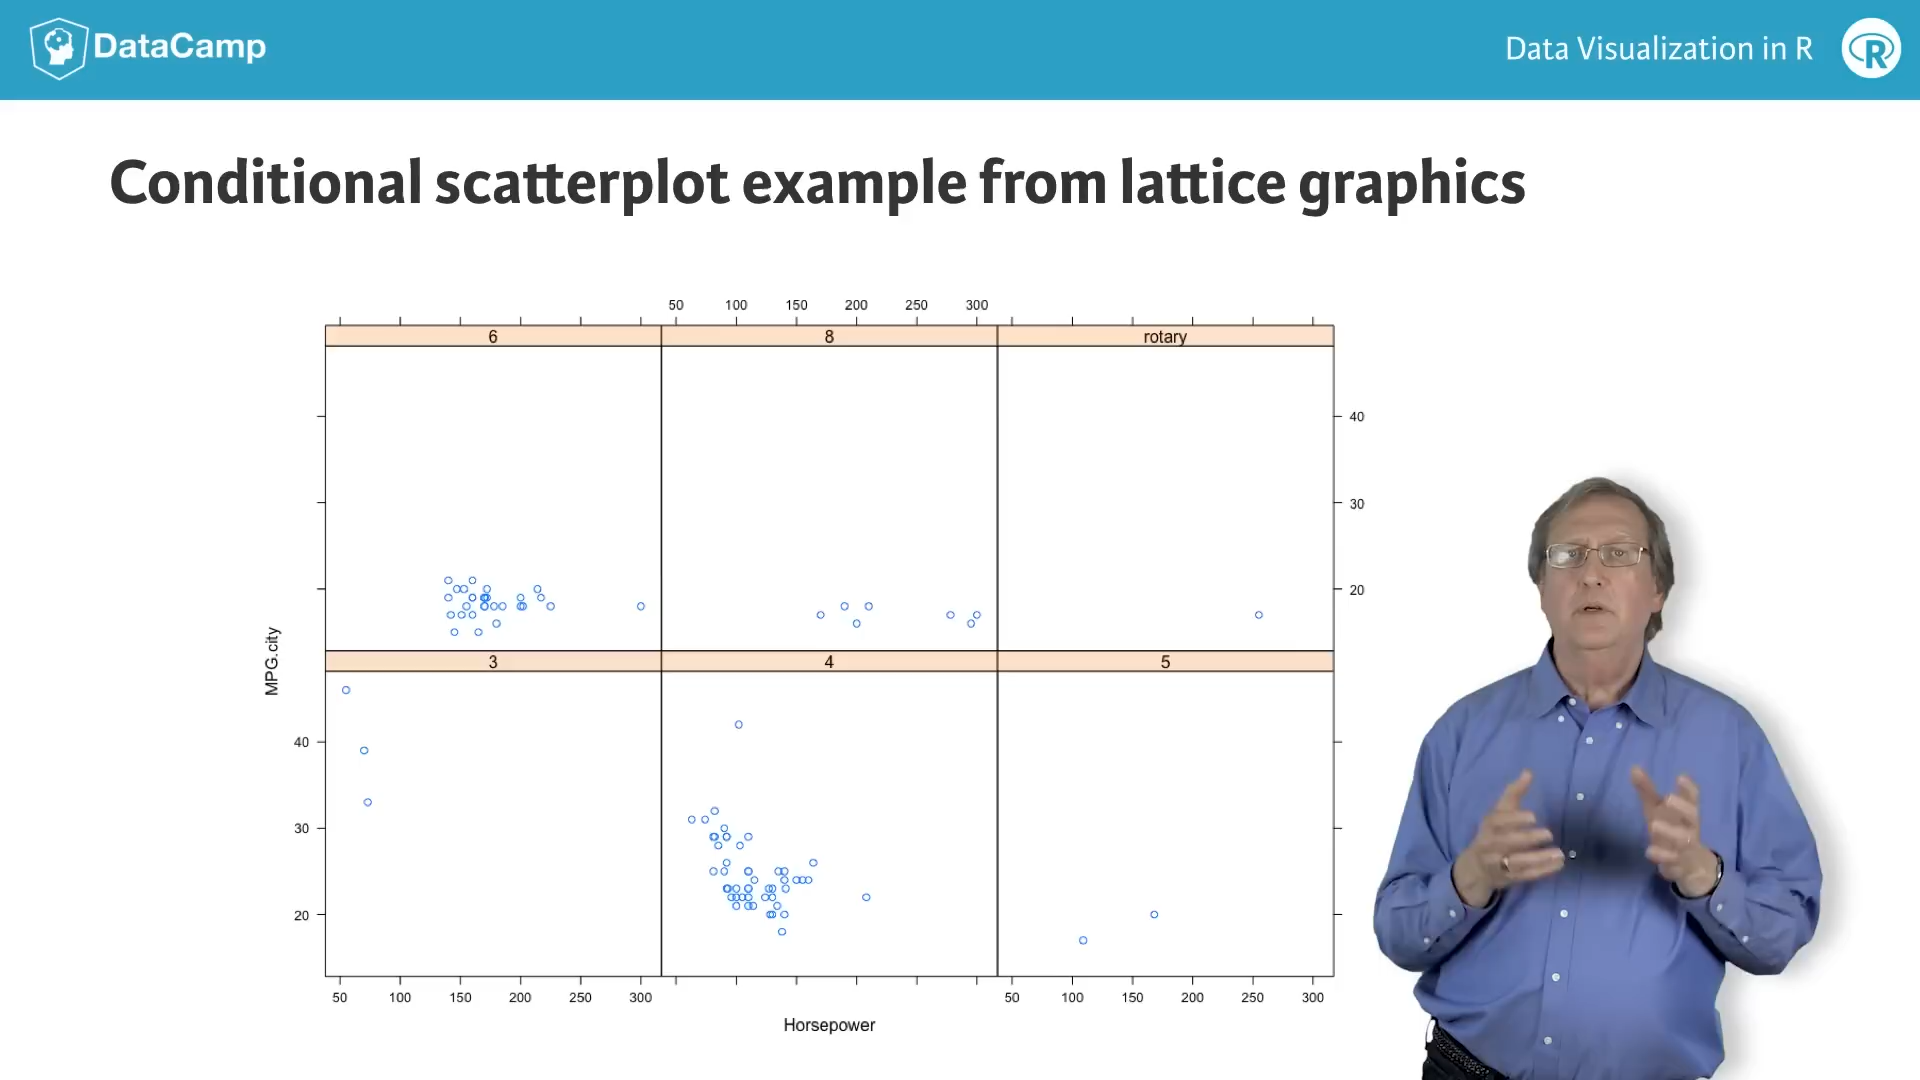 DataCamp
Data Visualization in R
R
Conditional scatterplot example from lattice graphics
50 100 150 200 250 300
6 8 rotary
40
30
20
MPG.city
3 4 5
40
30
20
50 100 150 200 250 300 50 100 150 200 250 300
Horsepower